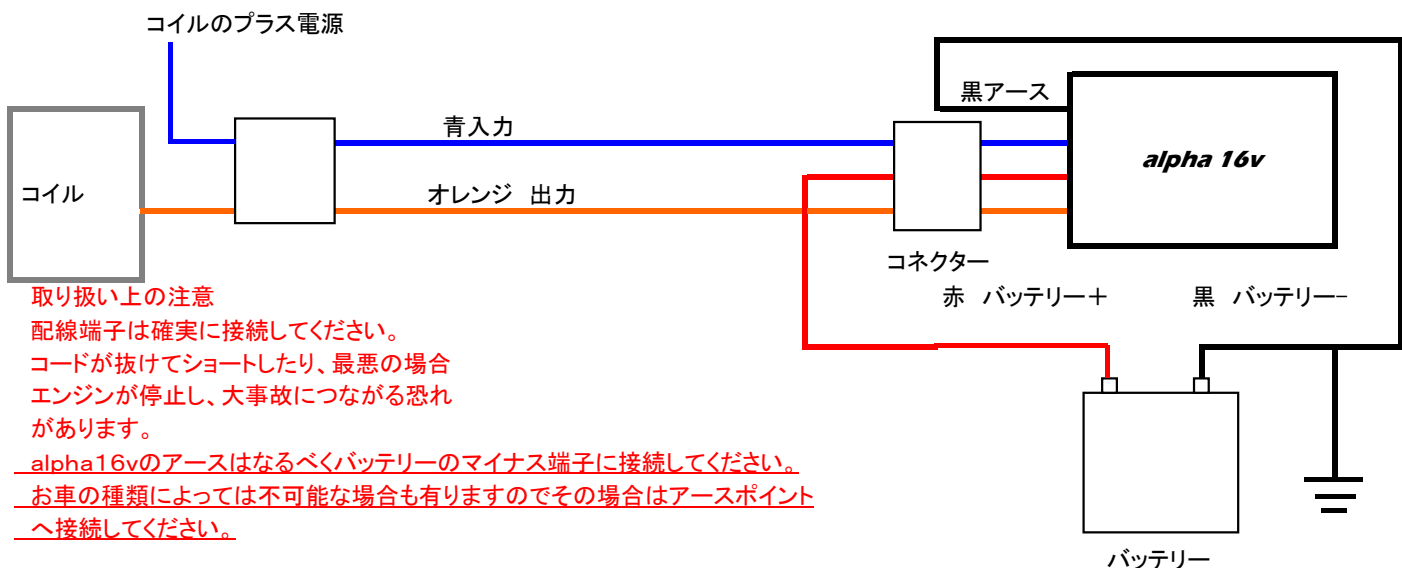 コイルのプラス電源
黒アース
青入力
alpha 16v
コイル
オレンジ　出力
コネクター
赤　バッテリー＋
黒　バッテリー−
取り扱い上の注意
配線端子は確実に接続してください。
コードが抜けてショートしたり、最悪の場合
エンジンが停止し、大事故につながる恐れ
があります。
alpha16vのアースはなるべくバッテリーのマイナス端子に接続してください。
お車の種類によっては不可能な場合も有りますのでその場合はアースポイント
へ接続してください。
バッテリー